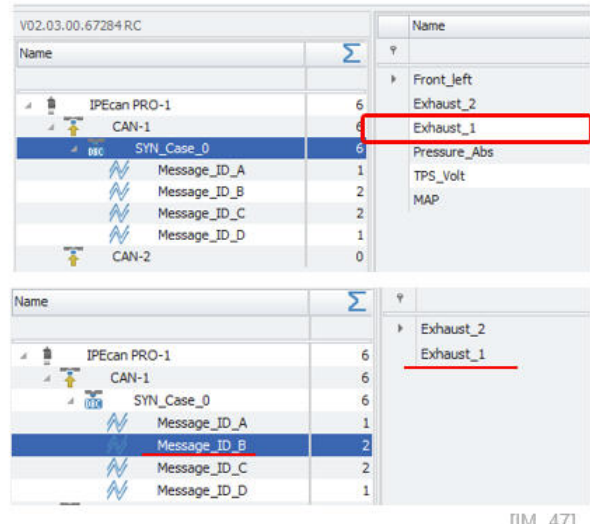 V02.03.00.67284 RC
Name Σ
IPEcan PRO-1 6
CAN-1 6
DBC SYN_Case_0 6
Message_ID_A 1
Message_ID_B 2
Message_ID_C 2
Message_ID_D 1
CAN-2 0
Name
Front_left
Exhaust_2
Exhaust_1
Pressure_Abs
TPS_Volt
MAP
Name Σ
IPEcan PRO-1 6
CAN-1 6
DBC SYN_Case_0 6
Message_ID_A 1
Message_ID_B 2
Message_ID_C 2
Message_ID_D 1
Exhaust_2
Exhaust_1
[IM_47]